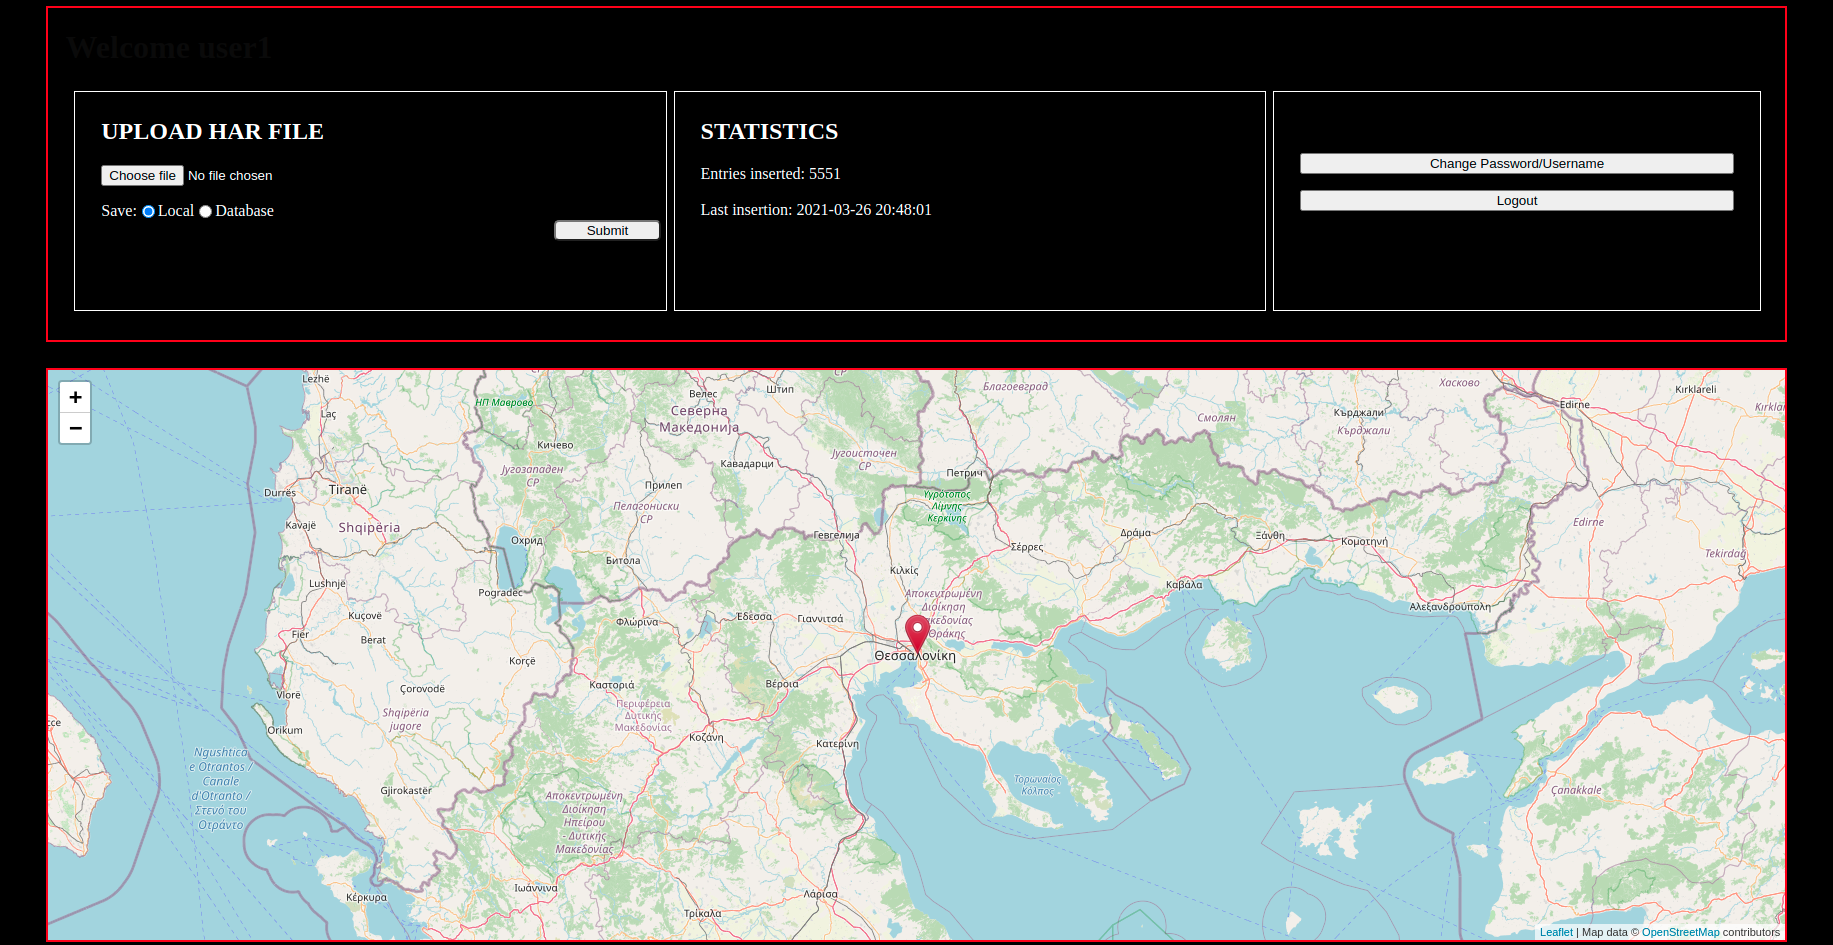 Welcome user1
UPLOAD HAR FILE
Choose file No file chosen
Save: Local Database
Submit
STATISTICS
Entries inserted: 5551
Last insertion: 2021-03-26 20:48:01
Change Password/Username
Logout
+
−
Lezhë
НП Маврово
Велес
Штип
СР
Благоевград
Хасково
Kırklareli
Laç
Северна
Македонија
Смолян
Кърджали
Edirne
Кърджали
Кичево
Југозападен
СР
Кавадарци
Југоисточен
СР
Петрич
Durrës
Tiranë
Прилеп
Υγρότοπος
Λίμνης
Κερκίνης
Kavajë
Shqipëria
Пелагониски
СР
Гевгелија
Edirne
Охрид
Битола
Σέρρες
Δράμα
Ξάνθη
Κομοτηνή
Tekirdağ
Lushnjë
Pogradec
Κιλκίς
Καβάλα
Αλεξανδρούπολη
Αποκεντρωμένη
Διοίκηση
Θράκης
Kuçovë
Φλώρινα
Έδεσσα
Γιαννιτσά
Fier
Berat
Korçë
Θεσσαλονίκη
Vlorë
Çorovodë
Καστοριά
Βέροια
Shqipëria
jugore
Περιφέρεια
Δυτικής
Μακεδονίας
Orikum
Κοζάνη
Κατερίνη
Ngushtica
e Otrantos /
Canale
d'Otranto /
Στενό του
Οτράντο
Gjirokastër
Τορωναίος
Κόλπος
Çanakkale
Αποκεντρωμένη
Διοίκηση
Ηπείρου
- Δυτικής
Μακεδονίας
Κέρκυρα
Ιωάννινα
Τρίκαλα
Λάρισα
Leaflet | Map data © OpenStreetMap contributors